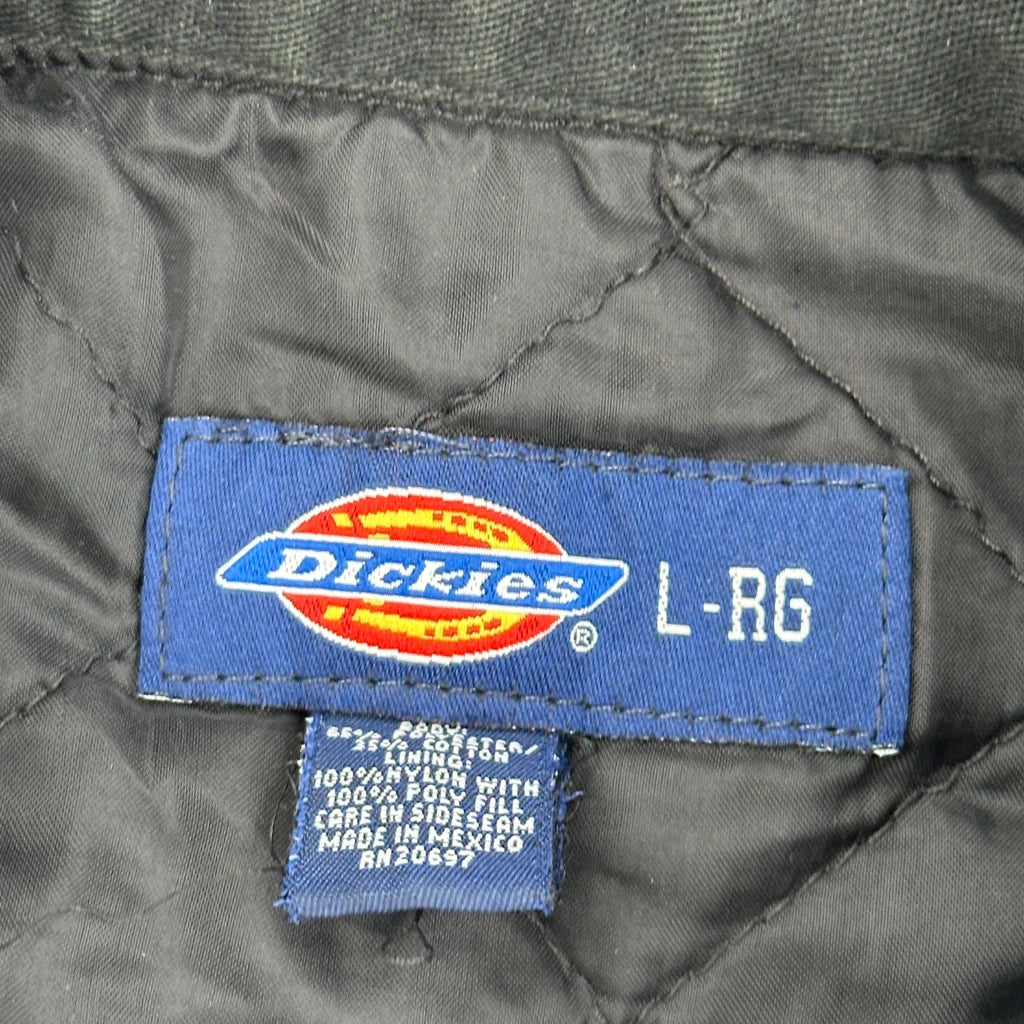 Dickies ® L-RG
BODY:
65% POLYESTER/
35% COTTON
LINING:
100% NYLON WITH
100% POLY FILL
CARE IN SIDESEAM
MADE IN MEXICO
RN20697